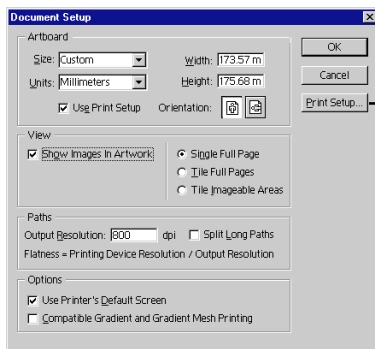 Document Setup
Artboard
Size: Custom
Width: 173.57 m
Units: Millimeters
Height: 175.68 m
Use Print Setup
Orientation:
OK
Cancel
Print Setup...
View
Show Images In Artwork
Single Full Page
Tile Full Pages
Tile Imageable Areas
Paths
Output Resolution: 800 dpi
Split Long Paths
Flatness = Printing Device Resolution / Output Resolution
Options
Use Printer's Default Screen
Compatible Gradient and Gradient Mesh Printing